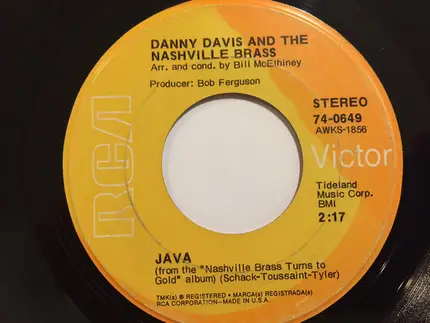 DANNY DAVIS AND THE
NASHVILLE BRASS
Arr. and cond. by Bill McElhiney
Producer: Bob Ferguson
STEREO
74-0649
AWKS-1856
RCA
Victor
Tideland
Music Corp.
BMI
2:17
JAVA
(from the "Nashville Brass Turns to
Gold" album) (Schack-Toussaint-Tyler)
TMK(s) ® REGISTERED • MARCA(s) REGISTRADA(s)
RCA CORPORATION–MADE IN U.S.A.